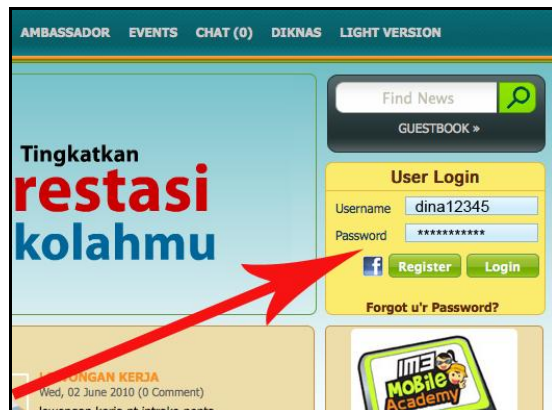 AMBASSADOR EVENTS CHAT (0) DIKNAS LIGHT VERSION
Find News
GUESTBOOK »
Tingkatkan
restasi
kolahmu
User Login
Username dina12345
Password ***********
f Register Login
Forgot u'r Password?
KERJA
Wed, 02 June 2010 (0 Comment)
im3
Mobile
Academy